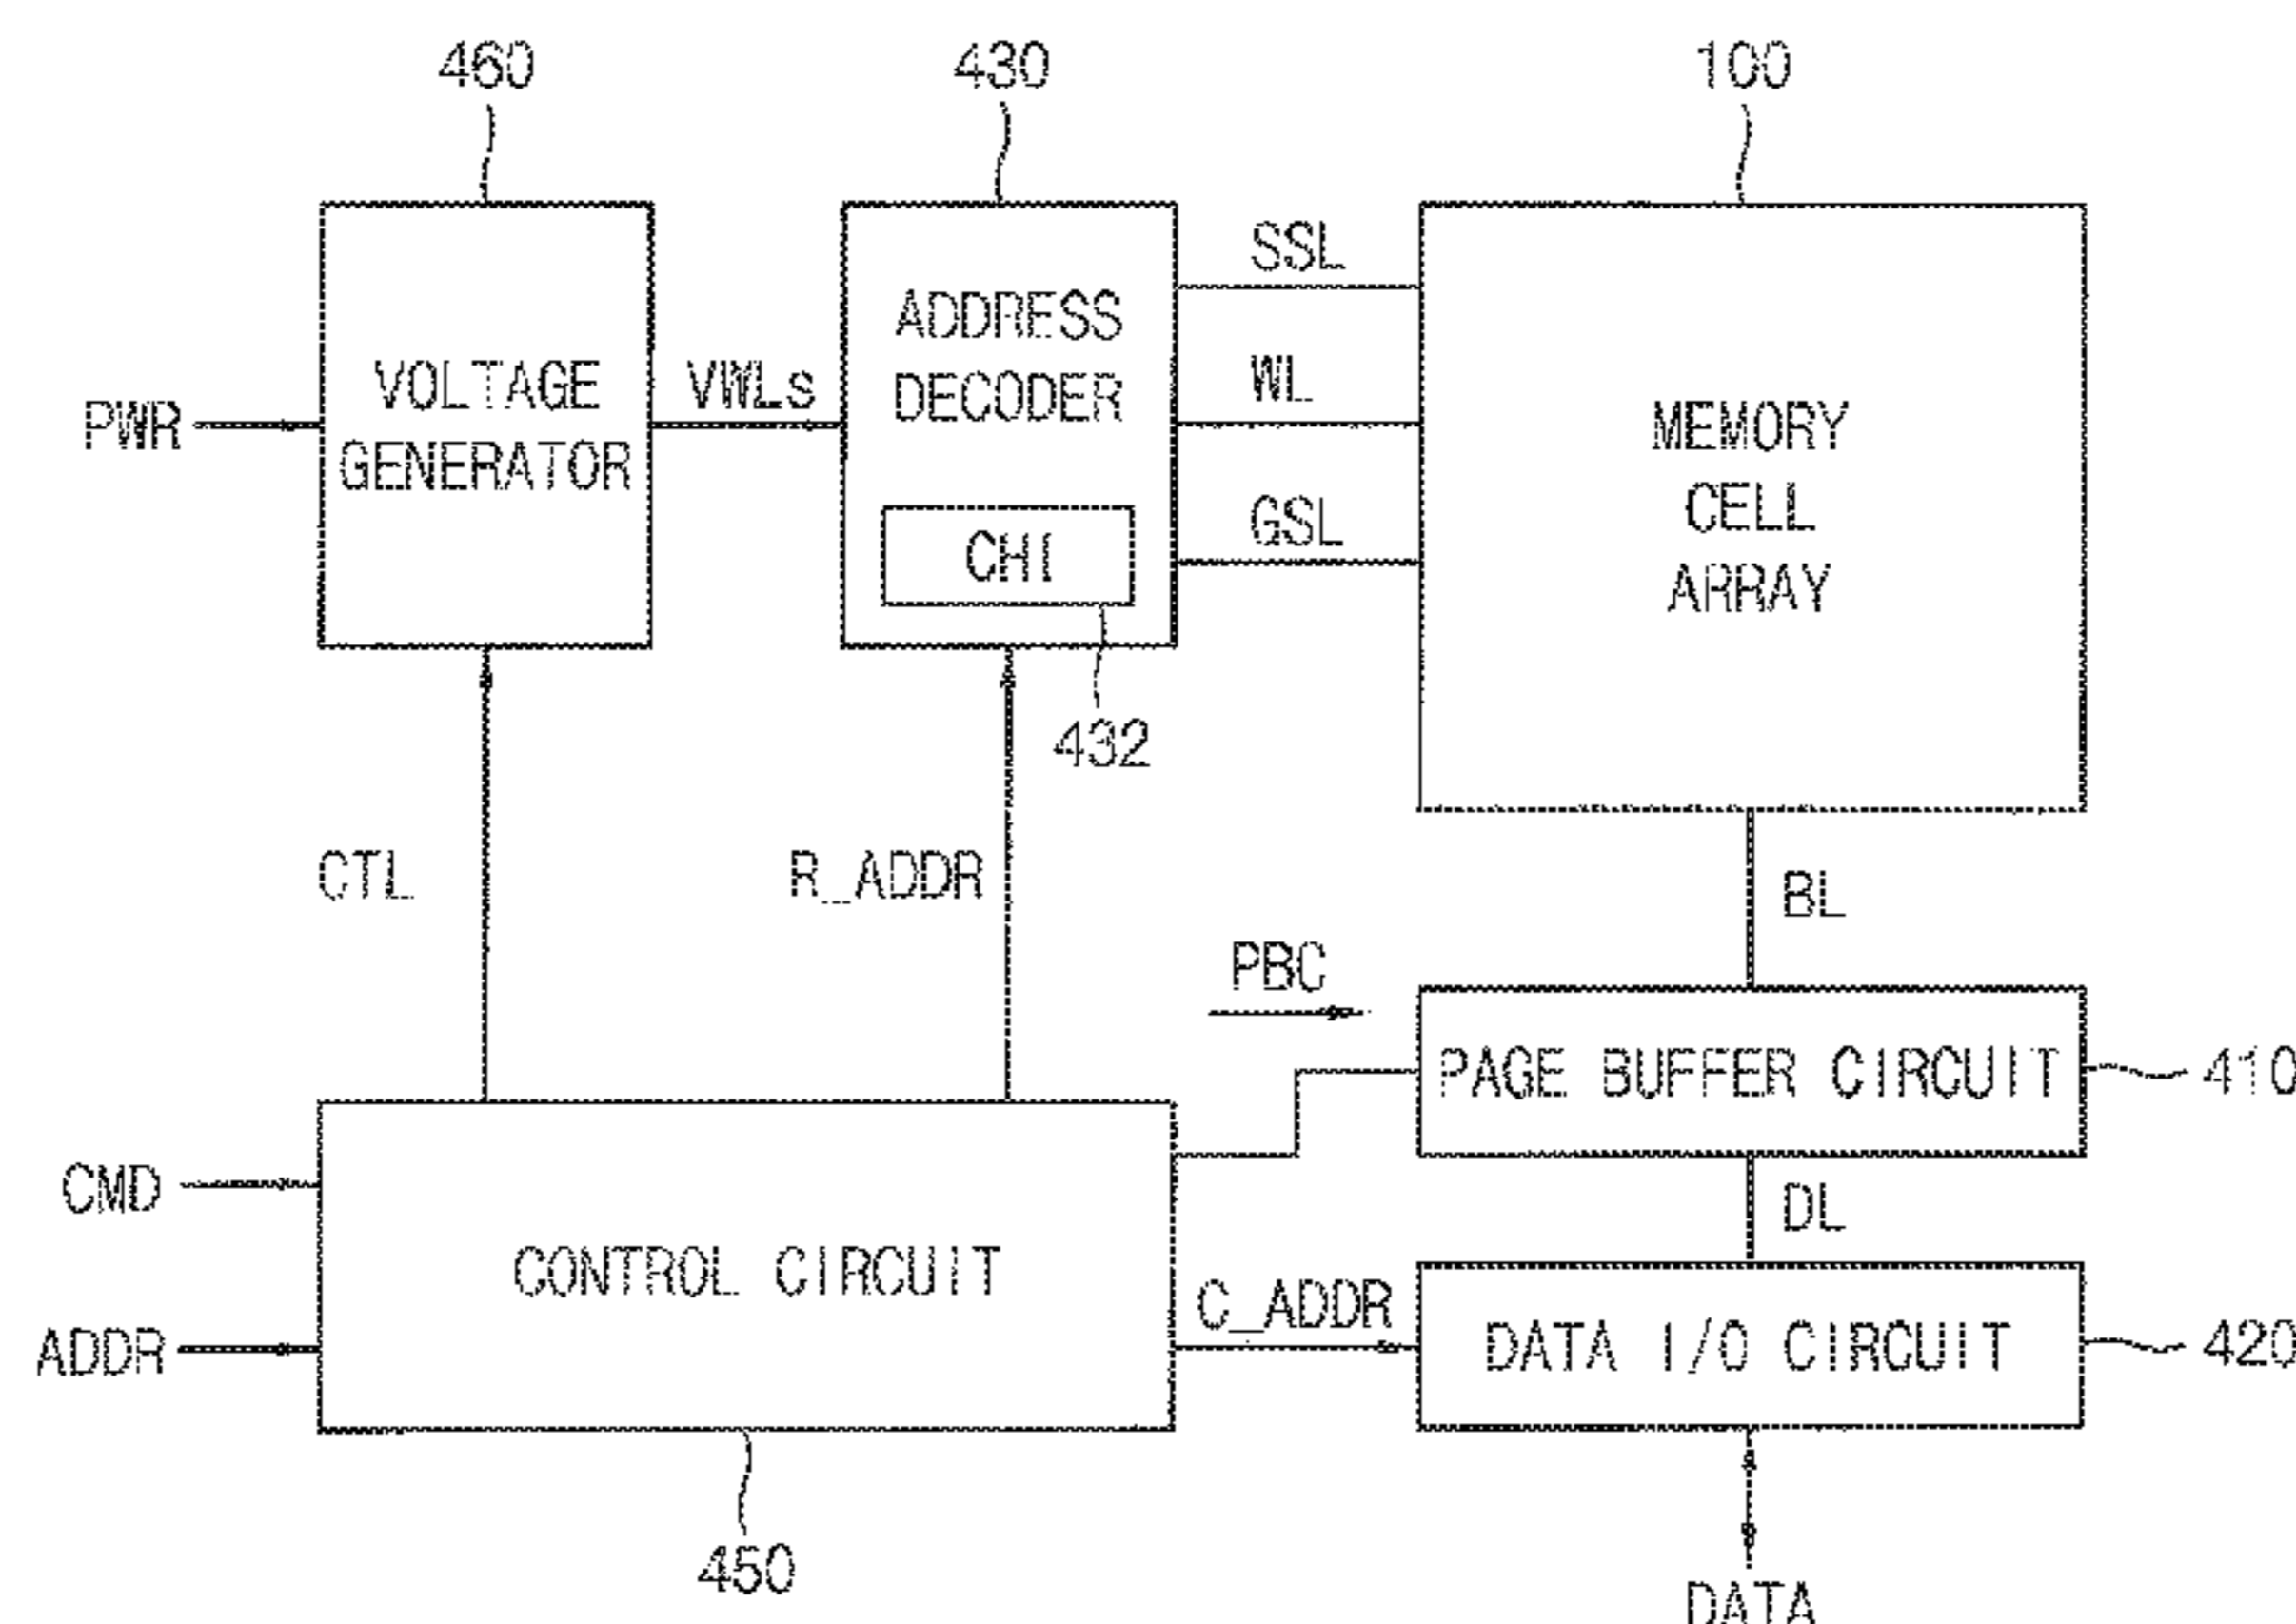 460
430
100
SSL
ADDRESS
DECODER
WL
VOLTAGE
GENERATOR
PWR
VWLs
MEMORY
CELL
ARRAY
GSL
CHI
432
CTL
R_ADDR
BL
PBC
PAGE BUFFER CIRCUIT
410
CMD
DL
CONTROL CIRCUIT
C_ADDR
ADDR
DATA I/O CIRCUIT
420
450
DATA